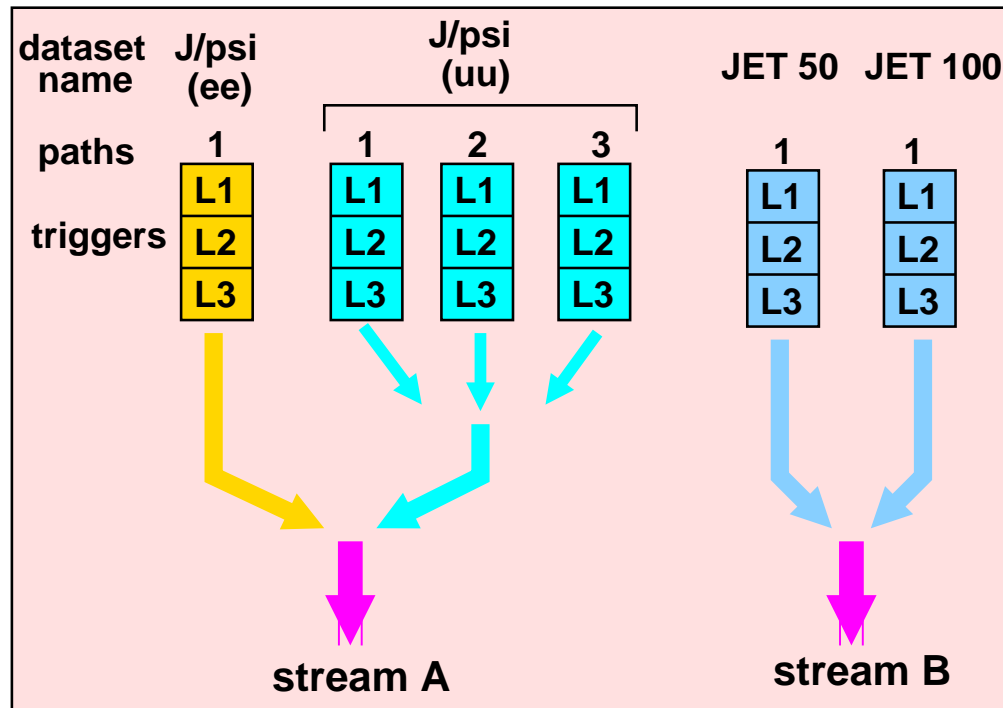 dataset name
J/psi (ee)
J/psi (uu)
JET 50 JET 100
paths 1 1 2 3 1 1
L1 L1 L1 L1 L1 L1
triggers L2 L2 L2 L2 L2 L2
L3 L3 L3 L3 L3 L3
stream A stream B